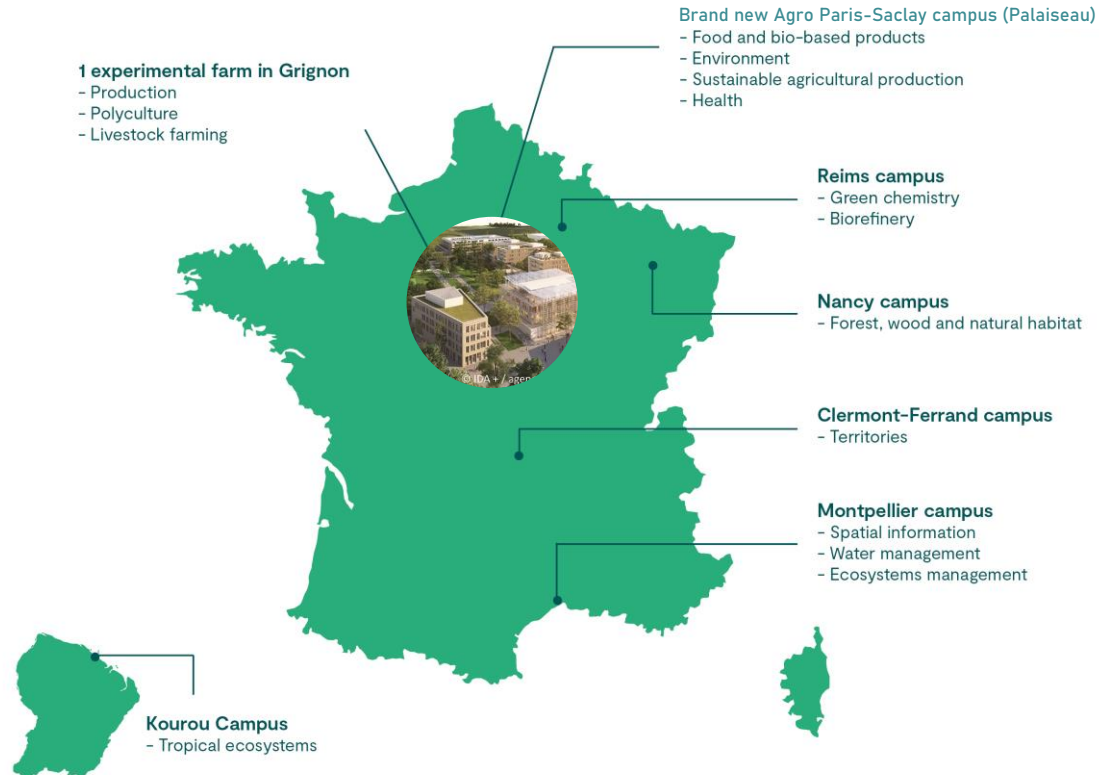 Brand new Agro Paris-Saclay campus (Palaiseau)
- Food and bio-based products
- Environment
- Sustainable agricultural production
- Health
1 experimental farm in Grignon
- Production
- Polyculture
- Livestock farming
Reims campus
- Green chemistry
- Biorefinery
Nancy campus
- Forest, wood and natural habitat
Clermont-Ferrand campus
- Territories
Montpellier campus
- Spatial information
- Water management
- Ecosystems management
Kourou Campus
- Tropical ecosystems
© IDA + / agen